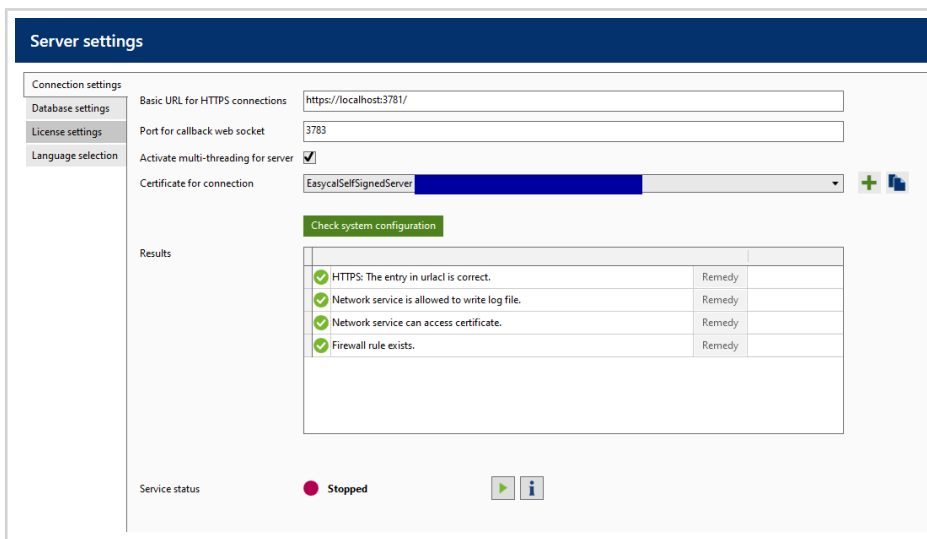 Server settings
Connection settings
Database settings
License settings
Language selection
Basic URL for HTTPS connections https://localhost:3781/
Port for callback web socket 3783
Activate multi-threading for server
Certificate for connection EasycalSelfSignedServer
Check system configuration
Results
HTTPS: The entry in urlacl is correct. Remedy
Network service is allowed to write log file. Remedy
Network service can access certificate. Remedy
Firewall rule exists. Remedy
Service status Stopped